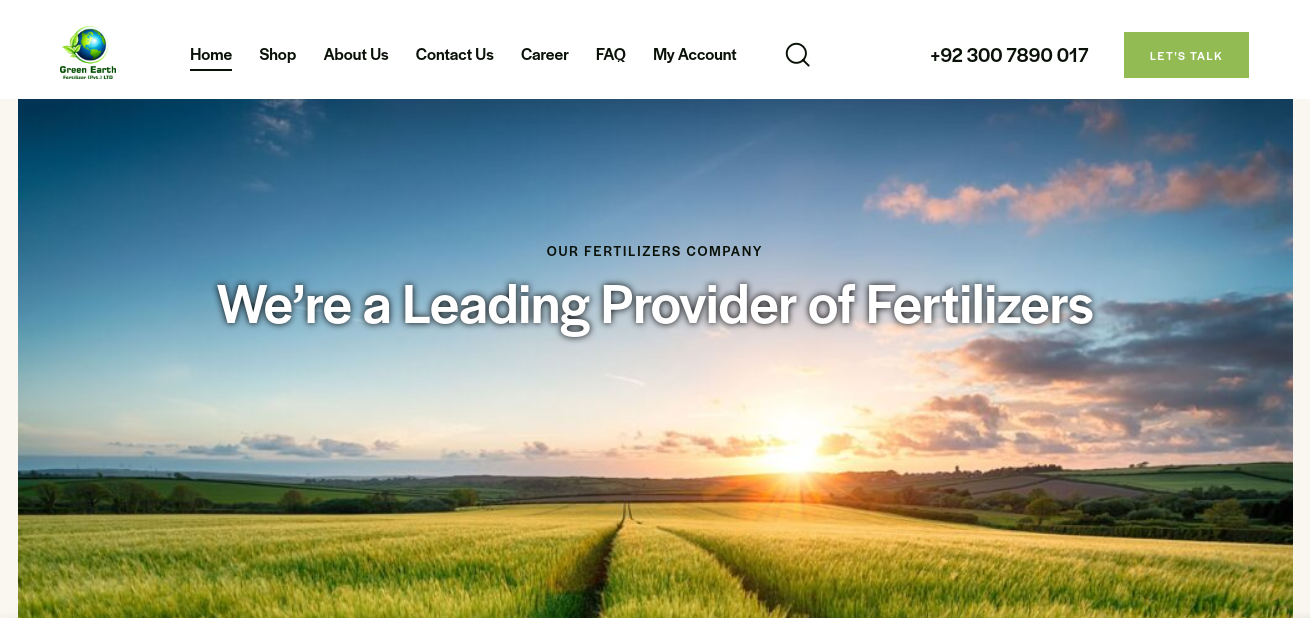 Green Earth
Fertilizer (Pvt.) LTD
Home
Shop
About Us
Contact Us
Career
FAQ
My Account
+92 300 7890 017
LET'S TALK
OUR FERTILIZERS COMPANY
We’re a Leading Provider of Fertilizers